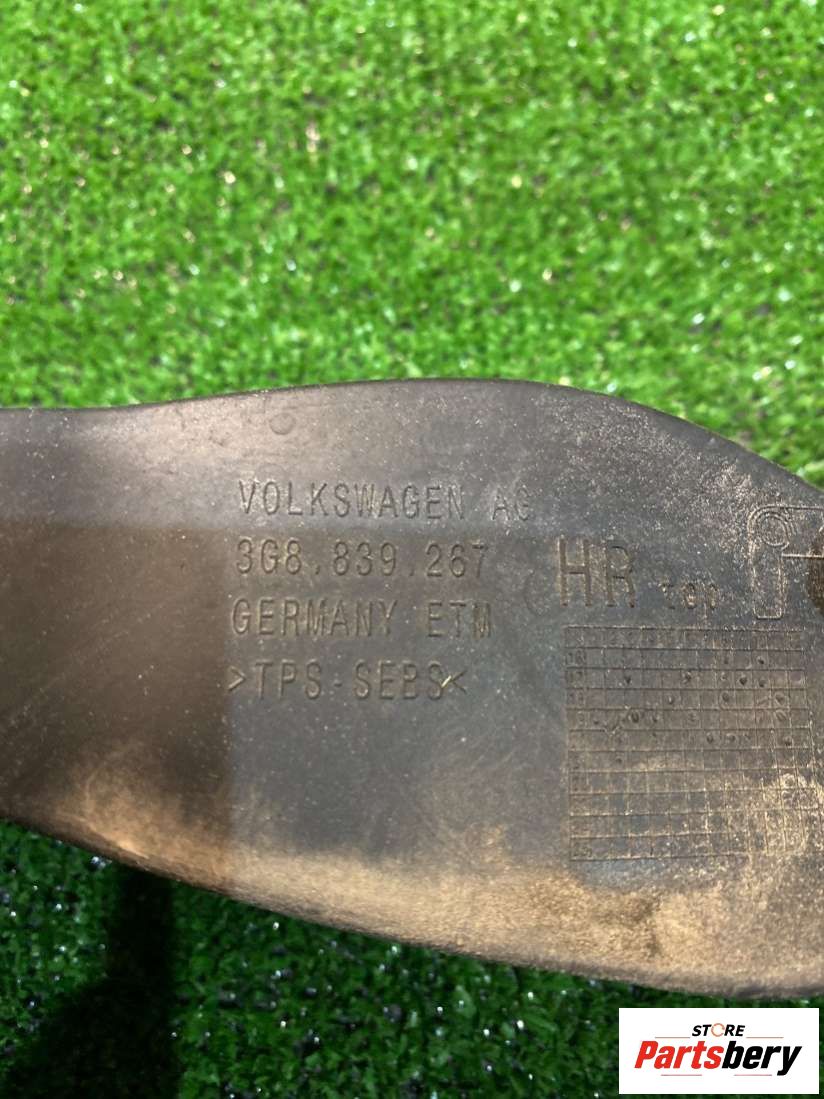 VOLKSWAGEN AG
3G8.839.267
GERMANY ETM
>TPS-SEBS<
HR top
STORE
Partsbery